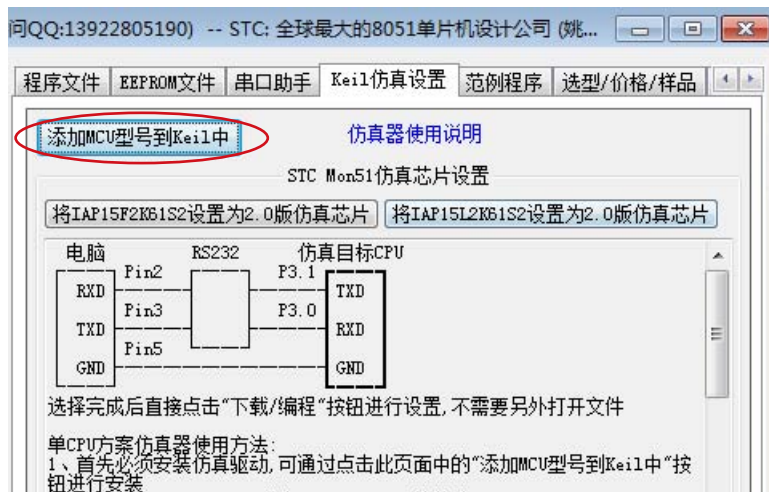 问QQ:13922805190) -- STC: 全球最大的8051单片机设计公司 (姚...
程序文件 EEPROM文件 串口助手 Keil仿真设置 范例程序 选型/价格/样品
添加MCU型号到Keil中 仿真器使用说明
STC Mon51仿真芯片设置
将IAP15F2K61S2设置为2.0版仿真芯片 将IAP15L2K61S2设置为2.0版仿真芯片
电脑 RS232 仿真目标CPU
Pin2 P3.1
RXD TXD
Pin3 P3.0
TXD RXD
Pin5
GND GND
选择完成后直接点击“下载/编程“按钮进行设置,不需要另外打开文件
单CPU方案仿真器使用方法:
1、首先必须安装仿真驱动,可通过点击此页面中的“添加MCU型号到Keil中“按
钮进行安装